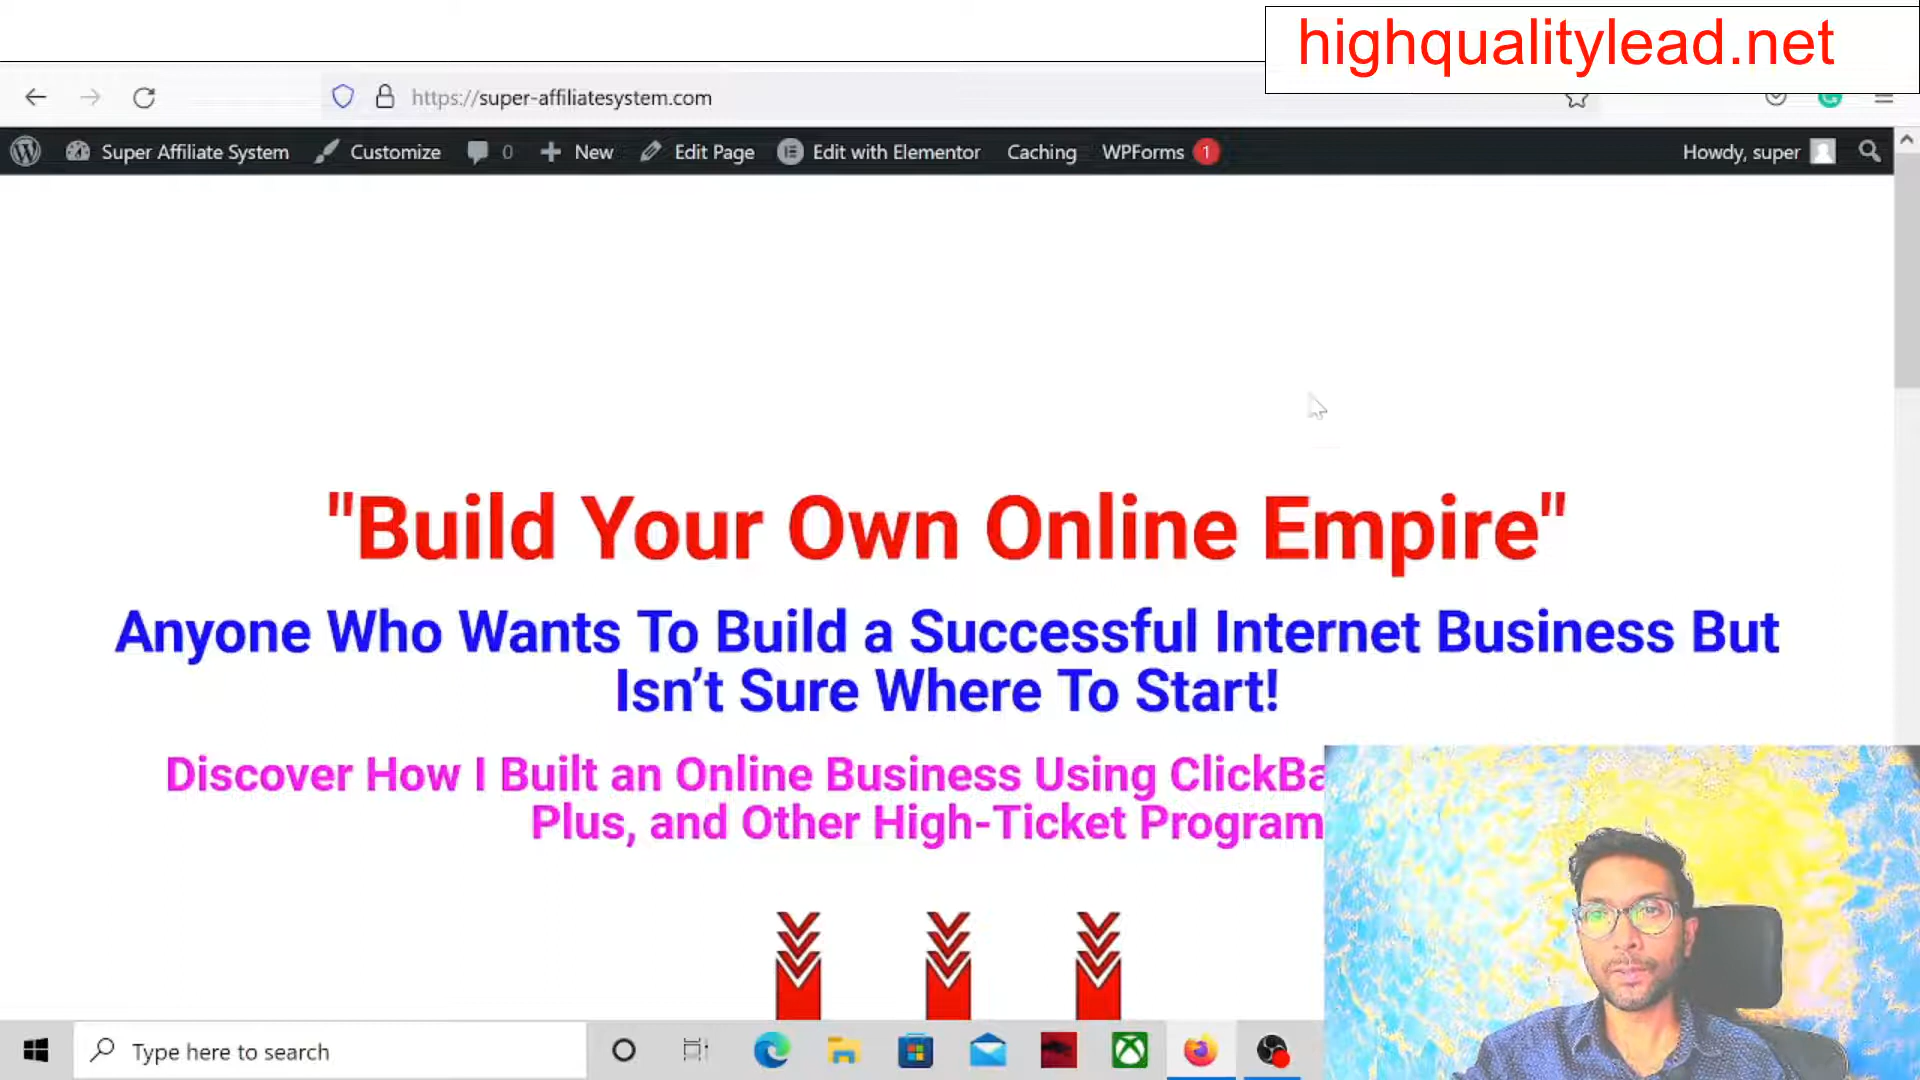 highqualitylead.net
https://super-affiliatesystem.com
Super Affiliate System Customize 0 New Edit Page Edit with Elementor Caching WPForms 1 Howdy, super
"Build Your Own Online Empire"
Anyone Who Wants To Build a Successful Internet Business But
Isn’t Sure Where To Start!
Discover How I Built an Online Business Using ClickBa
Plus, and Other High-Ticket Program
Type here to search